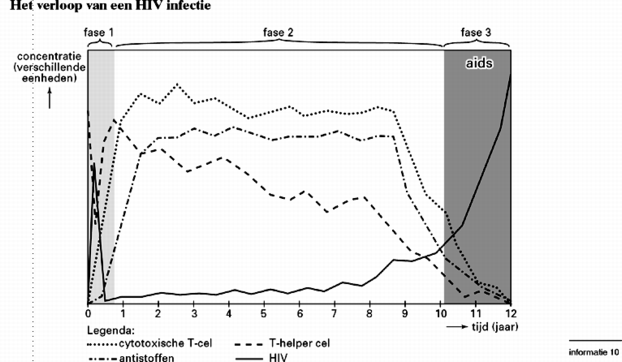 Het verloop van een HIV infectie
fase 1
fase 2
fase 3
concentratie
(verschillende
eenheden)
aids
0 1 2 3 4 5 6 7 8 9 10 11 12
tijd (jaar)
Legenda:
cytotoxische T-cel
T-helper cel
antistoffen
HIV
informatie 10